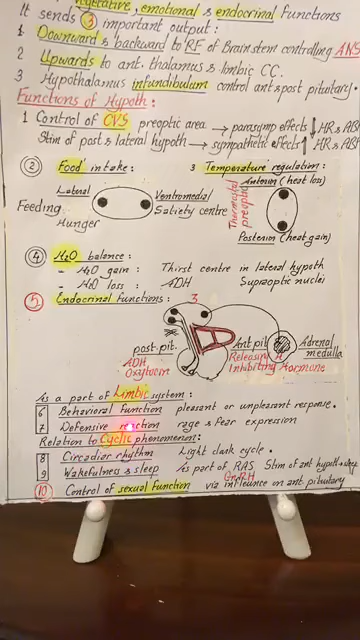 vegetative, emotional & endocrinal functions
It sends 3 important output:
1 Downward & backward to RF of Brainstem controlling ANS
2 Upwards to ant. thalamus & limbic CC.
3 Hypothalamus infundibulum control ant & post pituitary.
Functions of Hypoth:
1 Control of CVS preoptic area → parasymp effects ↓ HR & ABP
Stim of post & lateral hypoth → sympathetic effects ↑ HR & ABP
② Food intake:
3 Temperature regulation:
Anterior (heat loss)
Lateral
Ventromedial
Feeding
Satiety centre
Hunger
Thermostat preoptic
Posterior (heat gain)
④ H2O balance:
- H2O gain: Thirst centre in lateral hypoth
- H2O loss: ADH Supraoptic nuclei
⑤ Endocrinal functions: 3
post. pit.
ADH
Oxytocin
Ant pit
Releasing H
Inhibiting Hormone
Adrenal medulla
As a part of Limbic system:
6 Behavioral Function pleasant or unpleasant response.
7 Defensive reaction rage & fear expression
Relation to Cyclic phenomenon:
8 Circadian rhythm Light dark cycle.
9 Wakefulness & sleep As part of RAS Stim of ant hypoth → sleep
GnRH
⑩ Control of sexual function via influence on ant pituitary